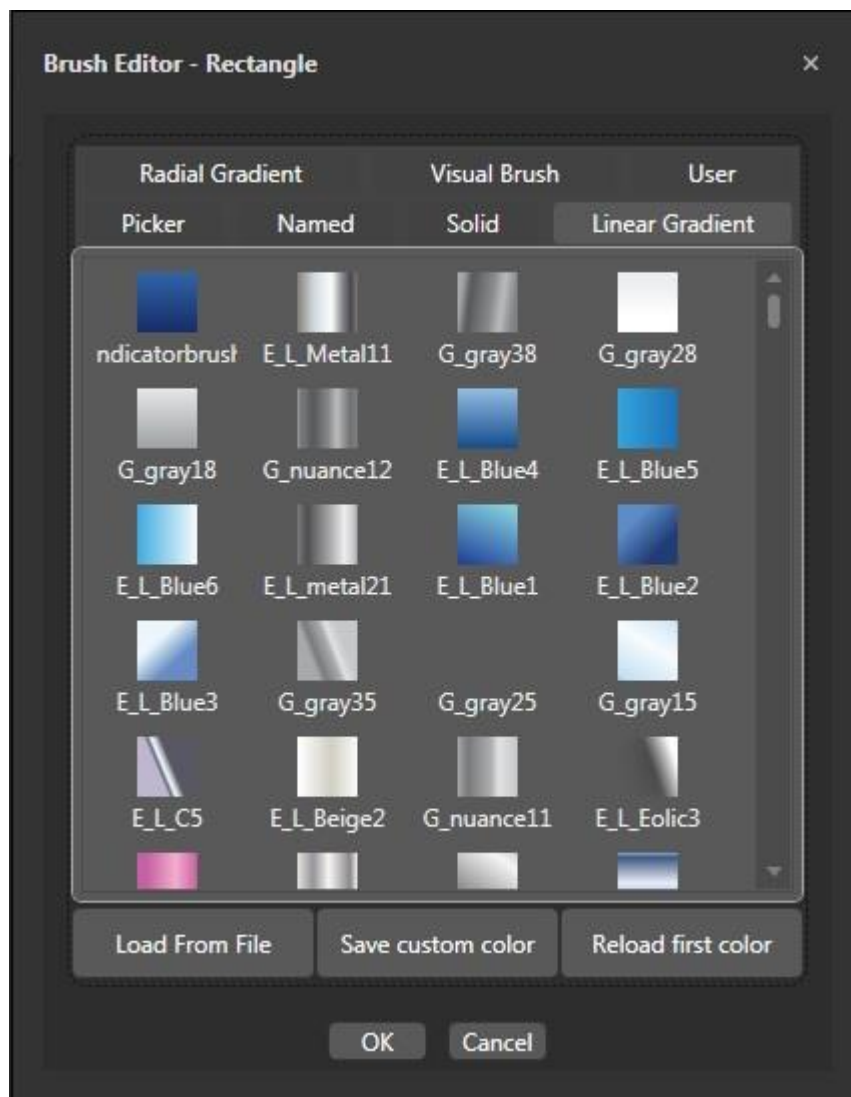 Brush Editor - Rectangle ×
Radial Gradient Visual Brush User
Picker Named Solid Linear Gradient
ndicatorbrush E_L_Metal11 G_gray38 G_gray28
G_gray18 G_nuance12 E_L_Blue4 E_L_Blue5
E_L_Blue6 E_L_metal21 E_L_Blue1 E_L_Blue2
E_L_Blue3 G_gray35 G_gray25 G_gray15
E_L_C5 E_L_Beige2 G_nuance11 E_L_Eolic3
Load From File Save custom color Reload first color
OK Cancel